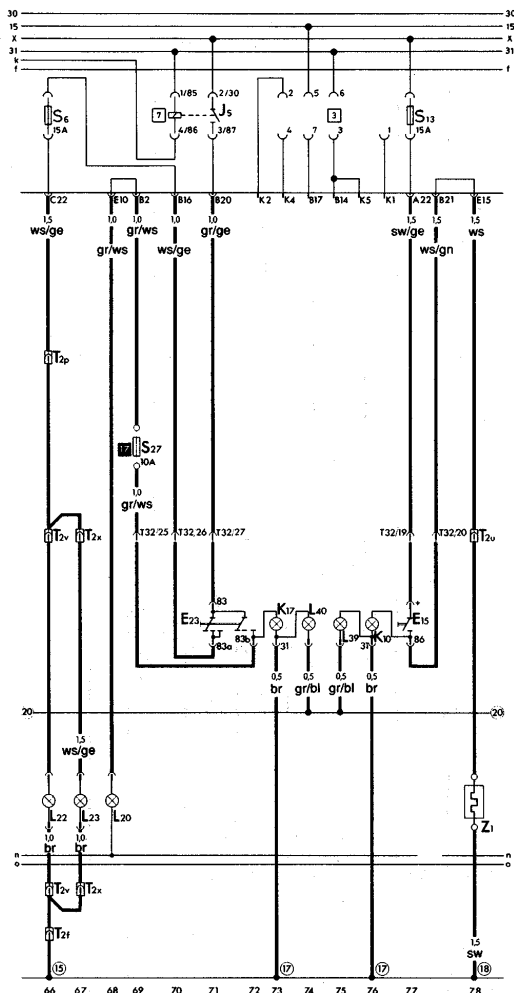 30 30
15 15
X X
31 31
k
f f
S6 15A
7
1/85
4/86
2/30
J5
3/87
2 5 6
3
4 7 3 1
S13 15A
C22 E10 B2 B16 B20 K2 K4 B17 B14 K5 K1 A22 B21 E15
1,5 1,0 1,0 1,0 1,0 1,5 1,5 1,5
ws/ge gr/ws gr/ws ws/ge gr/ge sw/ge ws/gn ws
T2p
17 S27
10A
1,0
gr/ws
T2v T2x T32/25 T32/26 T32/27 T32/19 T32/20 T2u
83 K17 L40 +
E23 L39 K10 E15
83a 83b 31 31 86
0,5 0,5 0,5 0,5
br gr/bl gr/bl br
20 20
1,5
ws/ge
L22 L23 L20
Z1
1,0 1,0
br br
n n
o o
T2v T2x
T2f
1,5
sw
15 17 17 18
66 67 68 69 70 71 72 73 74 75 76 77 78